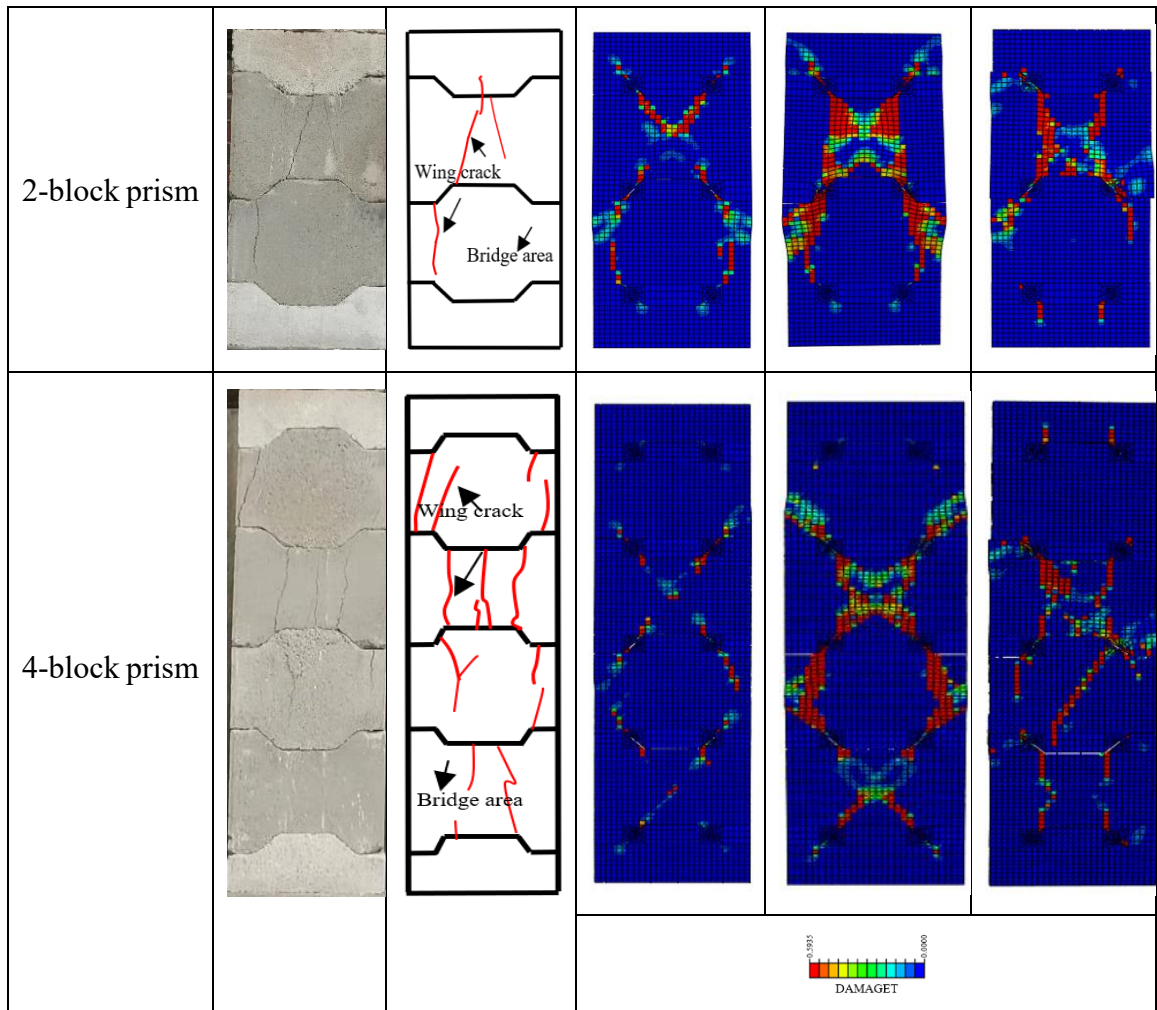 2-block prism
Wing crack
Bridge area
4-block prism
Wing crack
Bridge area
0.5935
0.0000
DAMAGET